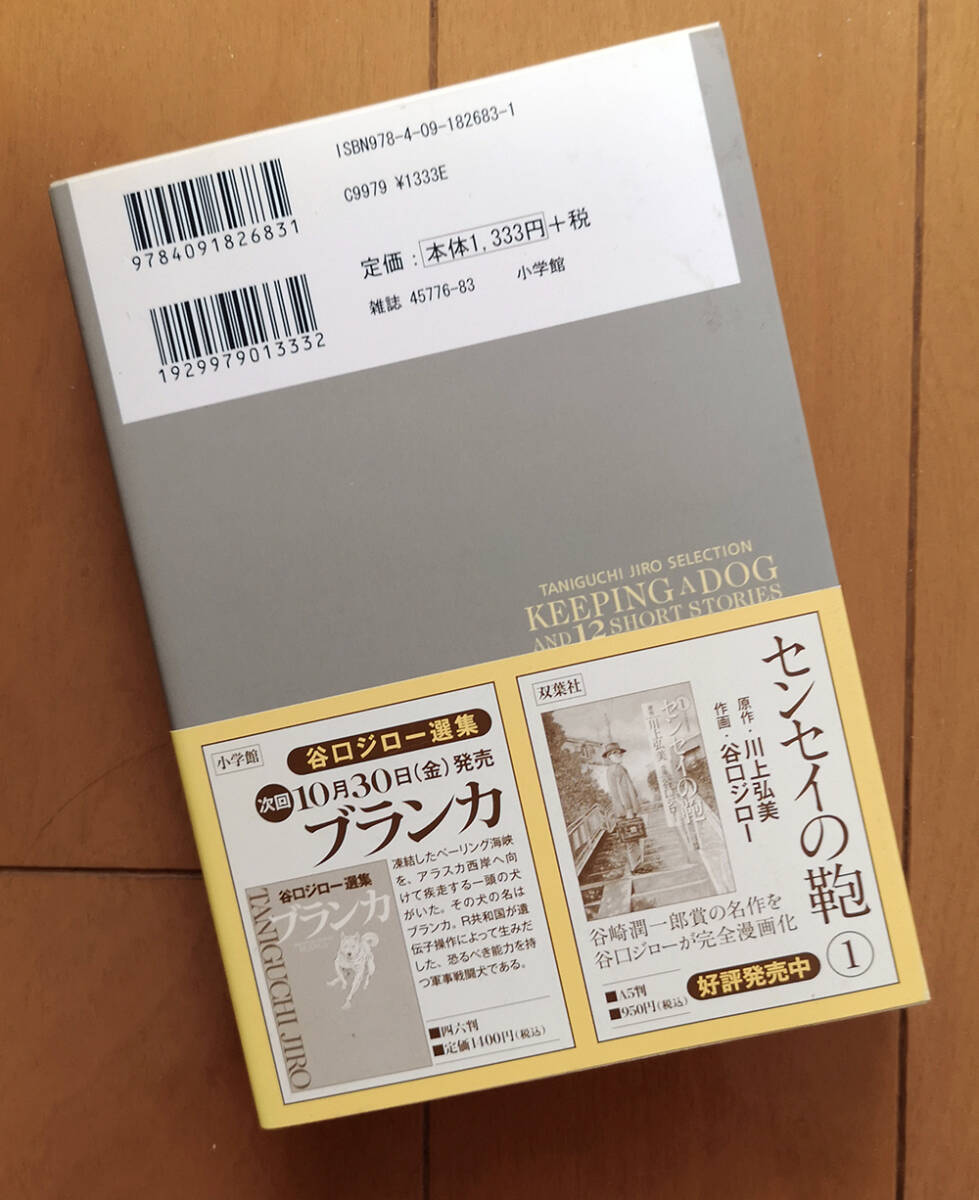 ISBN978-4-09-182683-1
C9979 ¥1333E
定価：本体1,333円+税
雑誌 45776-83 小学館
9784091826831
1929979013332
TANIGUCHI JIRO SELECTION
KEEPING A DOG
AND 12 SHORT STORIES
小学館
谷口ジロー選集
次回10月30日(金)発売
ブランカ
凍結したベーリング海峡
を、アラスカ西岸へ向
けて疾走する一頭の犬
がいた。その犬の名は
ブランカ。R共和国が遺
伝子操作によって生みだ
した、恐るべき能力を持
つ軍事戦闘犬である。
谷口ジロー選集
ブランカ
TANIGUCHI JIRO
■四六判
■定価1400円(税込)
双葉社
センセイの鞄
1
原作・川上弘美
作画・谷口ジロー
センセイの鞄
谷崎潤一郎賞の名作を
谷口ジローが完全漫画化
■A5判
■950円(税込)
好評発売中